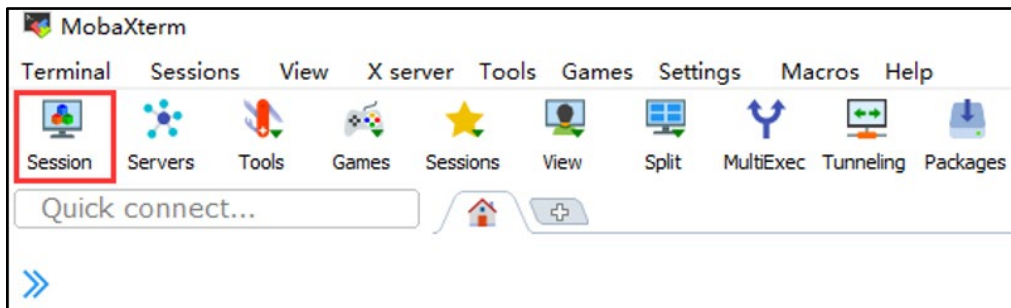 MobaXterm
Terminal Sessions View X server Tools Games Settings Macros Help
Session Servers Tools Games Sessions View Split MultiExec Tunneling Packages
Quick connect...